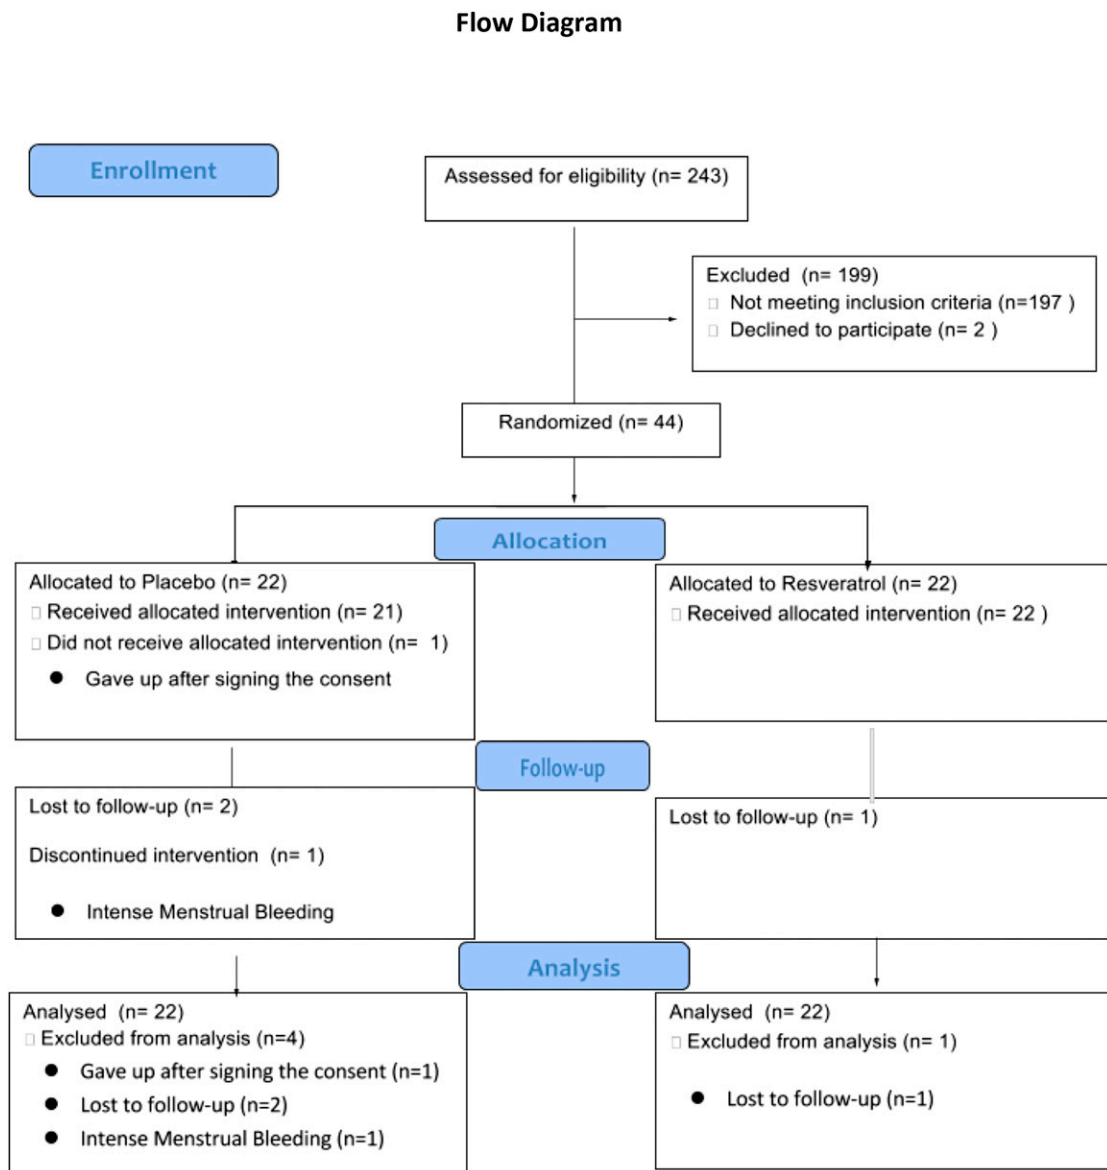 Flow Diagram
Enrollment
Assessed for eligibility (n= 243)
Excluded  (n= 199)
Not meeting inclusion criteria (n=197 )
Declined to participate (n= 2 )
Randomized (n= 44)
Allocation
Allocated to Placebo (n= 22)
Received allocated intervention (n= 21)
Did not receive allocated intervention (n=  1)
● Gave up after signing the consent
Allocated to Resveratrol (n= 22)
Received allocated intervention (n= 22 )
Follow-up
Lost to follow-up (n= 2)
Discontinued intervention  (n= 1)
● Intense Menstrual Bleeding
Lost to follow-up (n= 1)
Analysis
Analysed  (n= 22)
Excluded from analysis (n=4)
● Gave up after signing the consent (n=1)
● Lost to follow-up (n=2)
● Intense Menstrual Bleeding (n=1)
Analysed  (n= 22)
Excluded from analysis (n= 1)
● Lost to follow-up (n=1)